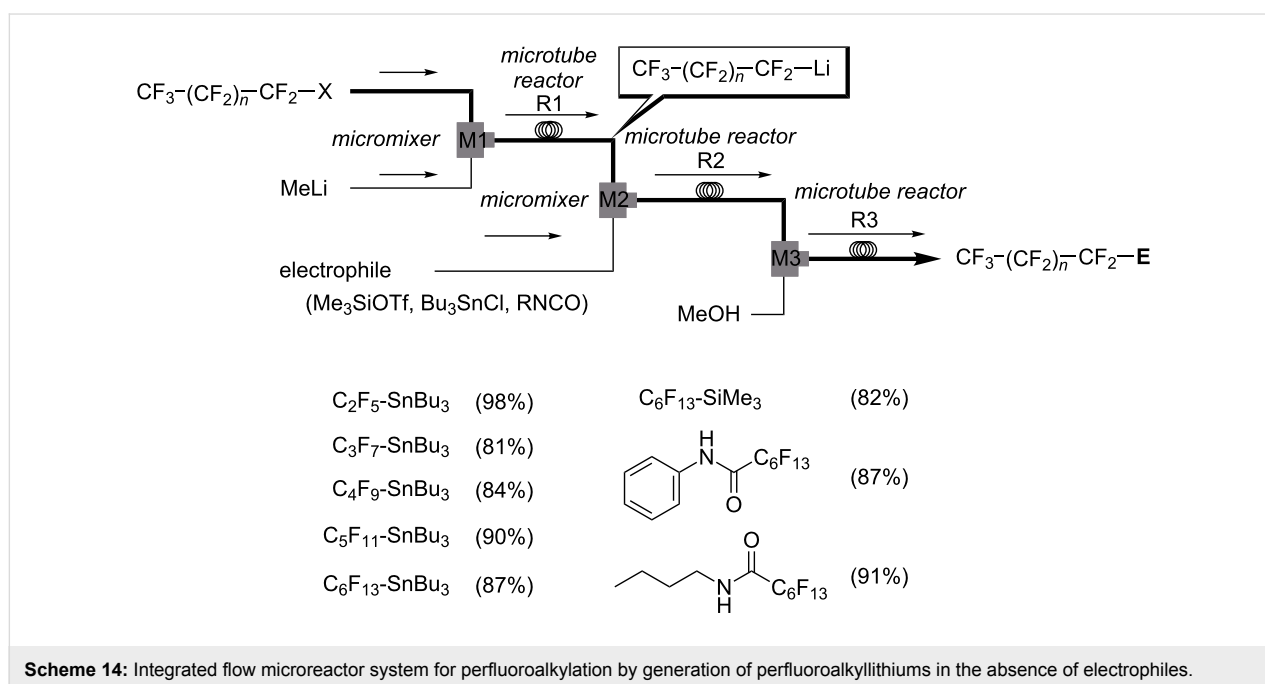 microtube
reactor
R1
CF₃-(CF₂)ₙ-CF₂-Li
CF₃-(CF₂)ₙ-CF₂-X
micromixer
M1
microtube reactor
R2
MeLi
micromixer
M2
microtube reactor
R3
electrophile
M3
CF₃-(CF₂)ₙ-CF₂-E
(Me₃SiOTf, Bu₃SnCl, RNCO)
MeOH
C₂F₅-SnBu₃ (98%)
C₃F₇-SnBu₃ (81%)
C₄F₉-SnBu₃ (84%)
C₅F₁₁-SnBu₃ (90%)
C₆F₁₃-SnBu₃ (87%)
C₆F₁₃-SiMe₃ (82%)
H
N
C₆F₁₃
O
(87%)
O
N
H
C₆F₁₃
(91%)
Scheme 14: Integrated flow microreactor system for perfluoroalkylation by generation of perfluoroalkyllithiums in the absence of electrophiles.